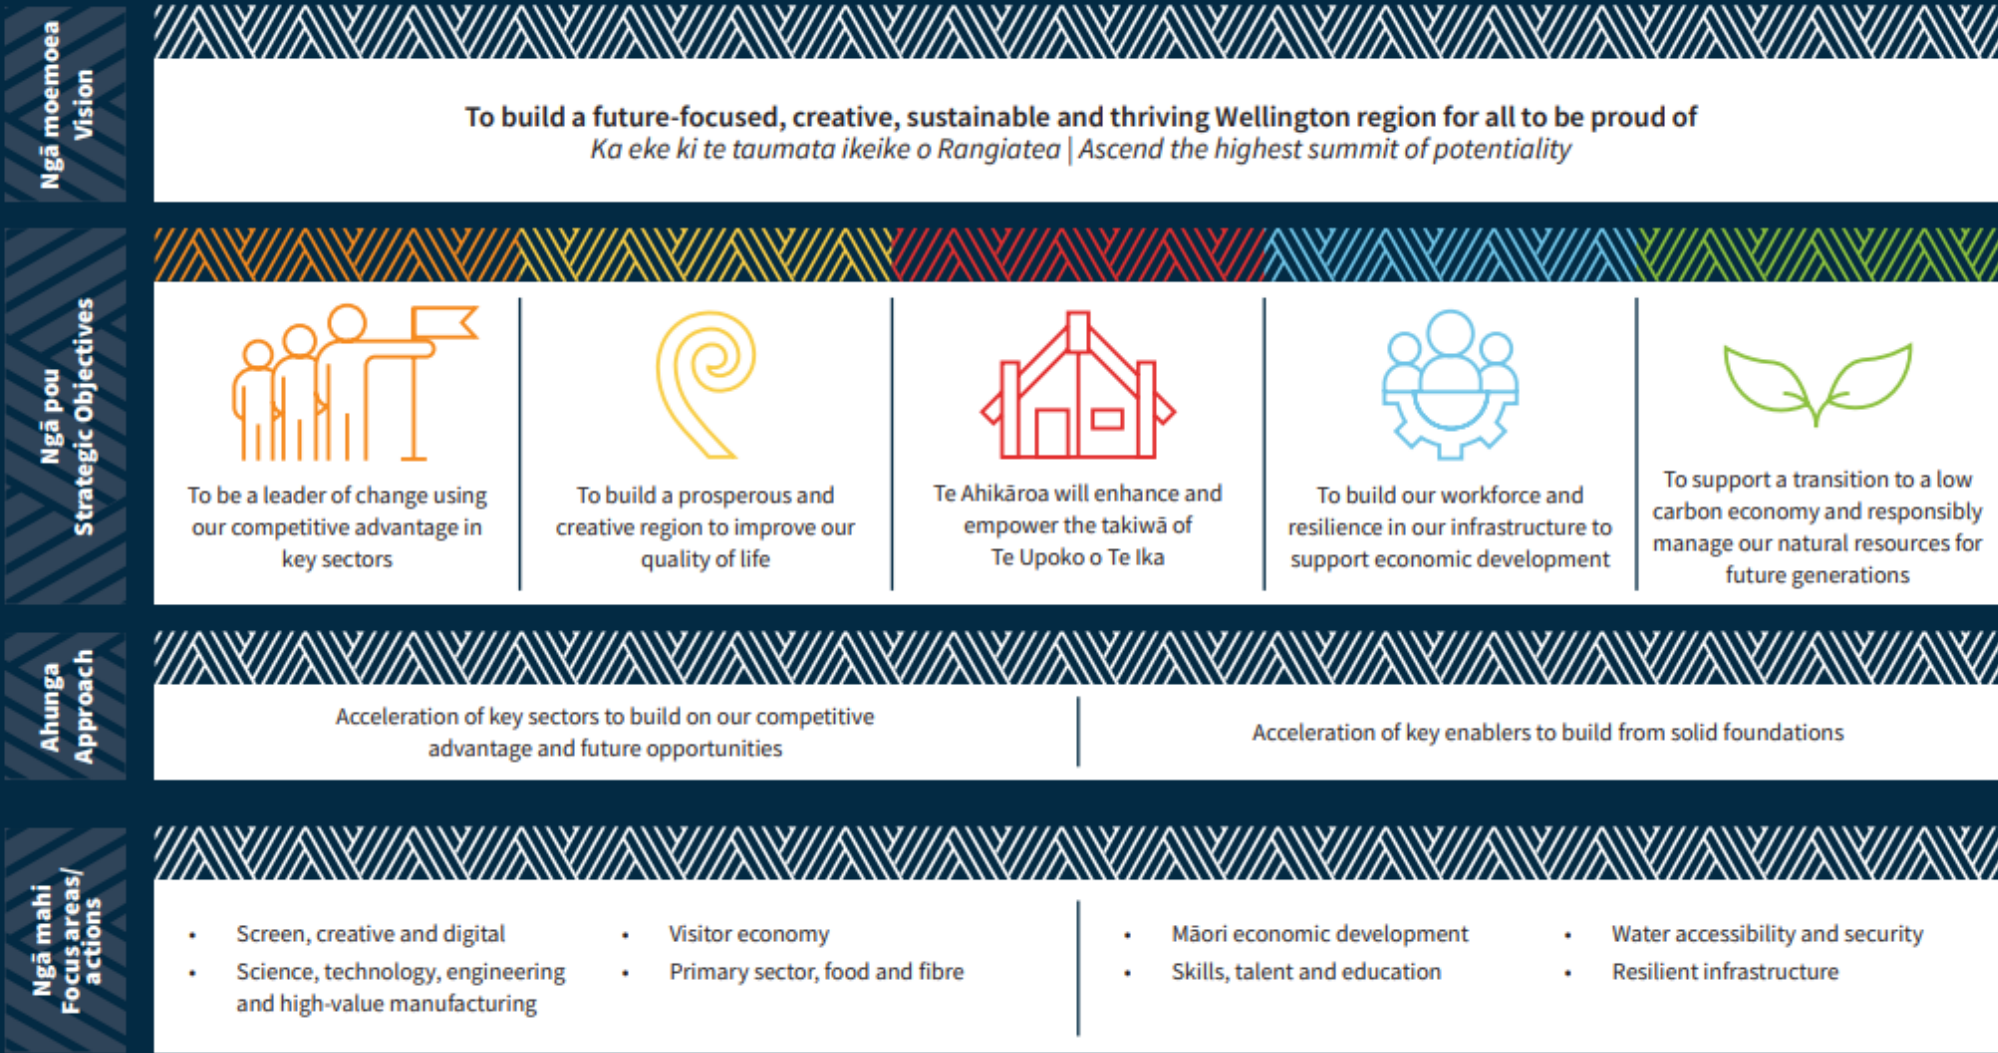 Ngā moemoea
Vision
To build a future-focused, creative, sustainable and thriving Wellington region for all to be proud of
Ka eke ki te taumata ikeike o Rangiatea | Ascend the highest summit of potentiality
Ngā pou
Strategic Objectives
To be a leader of change using
our competitive advantage in
key sectors
To build a prosperous and
creative region to improve our
quality of life
Te Ahikāroa will enhance and
empower the takiwā of
Te Upoko o Te Ika
To build our workforce and
resilience in our infrastructure to
support economic development
To support a transition to a low
carbon economy and responsibly
manage our natural resources for
future generations
Ahunga
Approach
Acceleration of key sectors to build on our competitive
advantage and future opportunities
Acceleration of key enablers to build from solid foundations
Ngā mahi
Focus areas/
actions
• Screen, creative and digital
• Science, technology, engineering
and high-value manufacturing
• Visitor economy
• Primary sector, food and fibre
• Māori economic development
• Skills, talent and education
• Water accessibility and security
• Resilient infrastructure